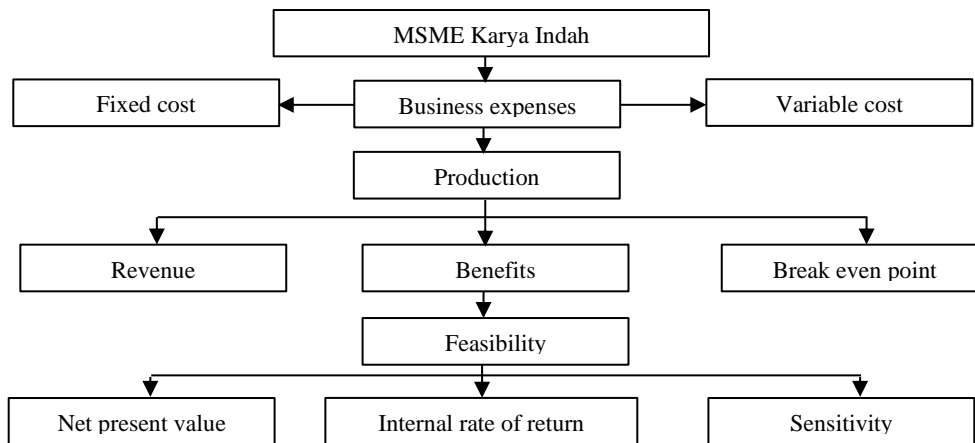 MSME Karya Indah
Fixed cost
Business expenses
Variable cost
Production
Revenue
Benefits
Break even point
Feasibility
Net present value
Internal rate of return
Sensitivity